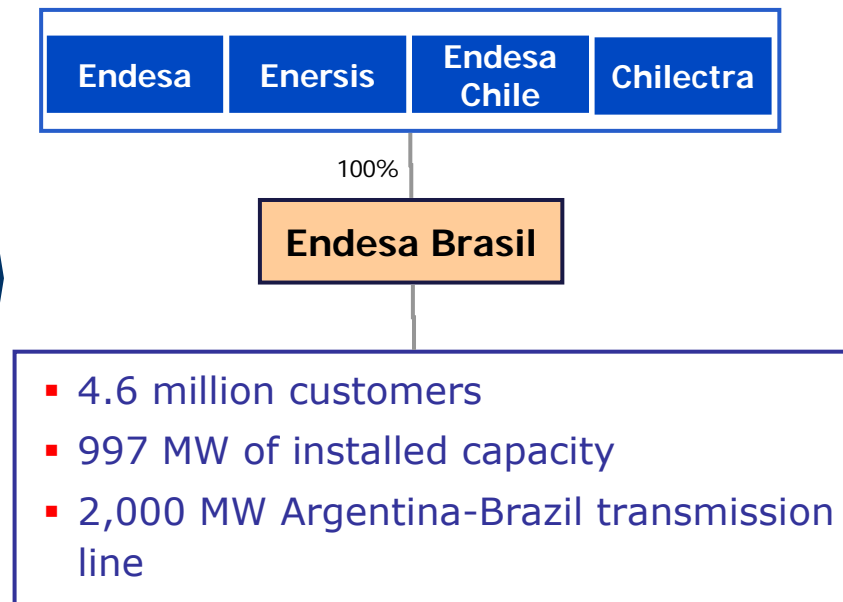 Endesa Enersis Endesa Chile Chilectra
100%
Endesa Brasil
▪ 4.6 million customers
▪ 997 MW of installed capacity
▪ 2,000 MW Argentina-Brazil transmission
line